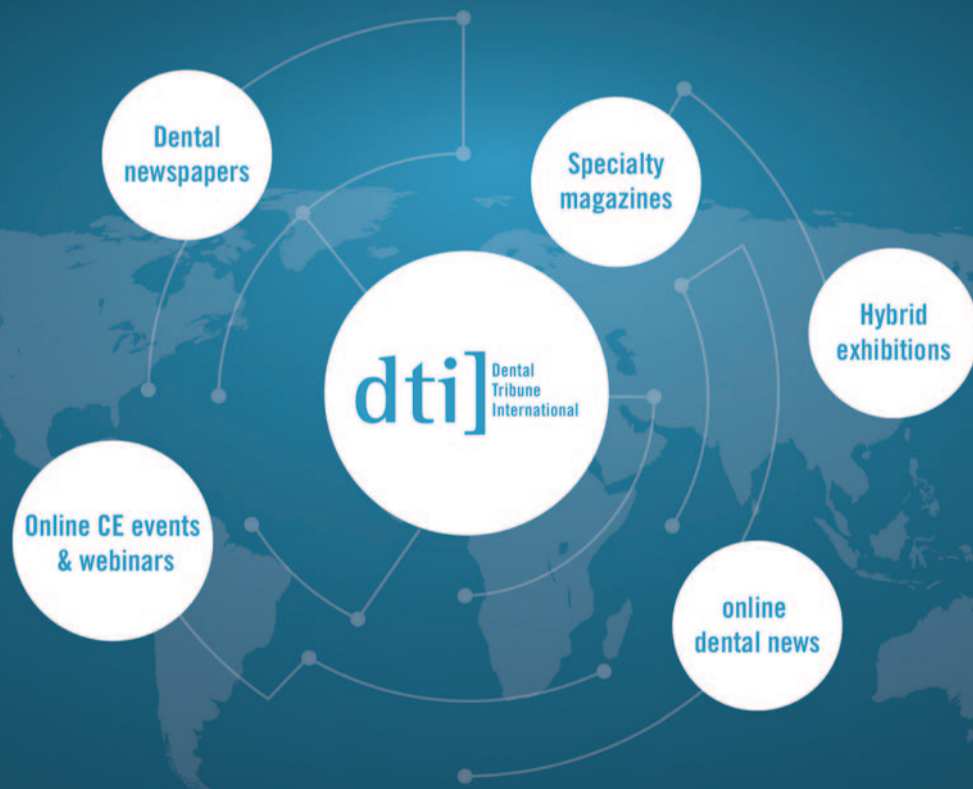 Dental
newspapers
Specialty
magazines
Hybrid
exhibitions
dti]
Dental
Tribune
International
Online CE events
& webinars
online
dental news